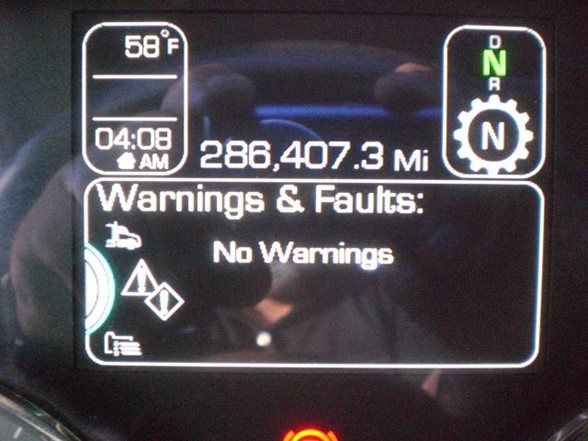 58°F
04:08
AM
286,407.3 Mi
D
N
R
N
Warnings & Faults:
No Warnings